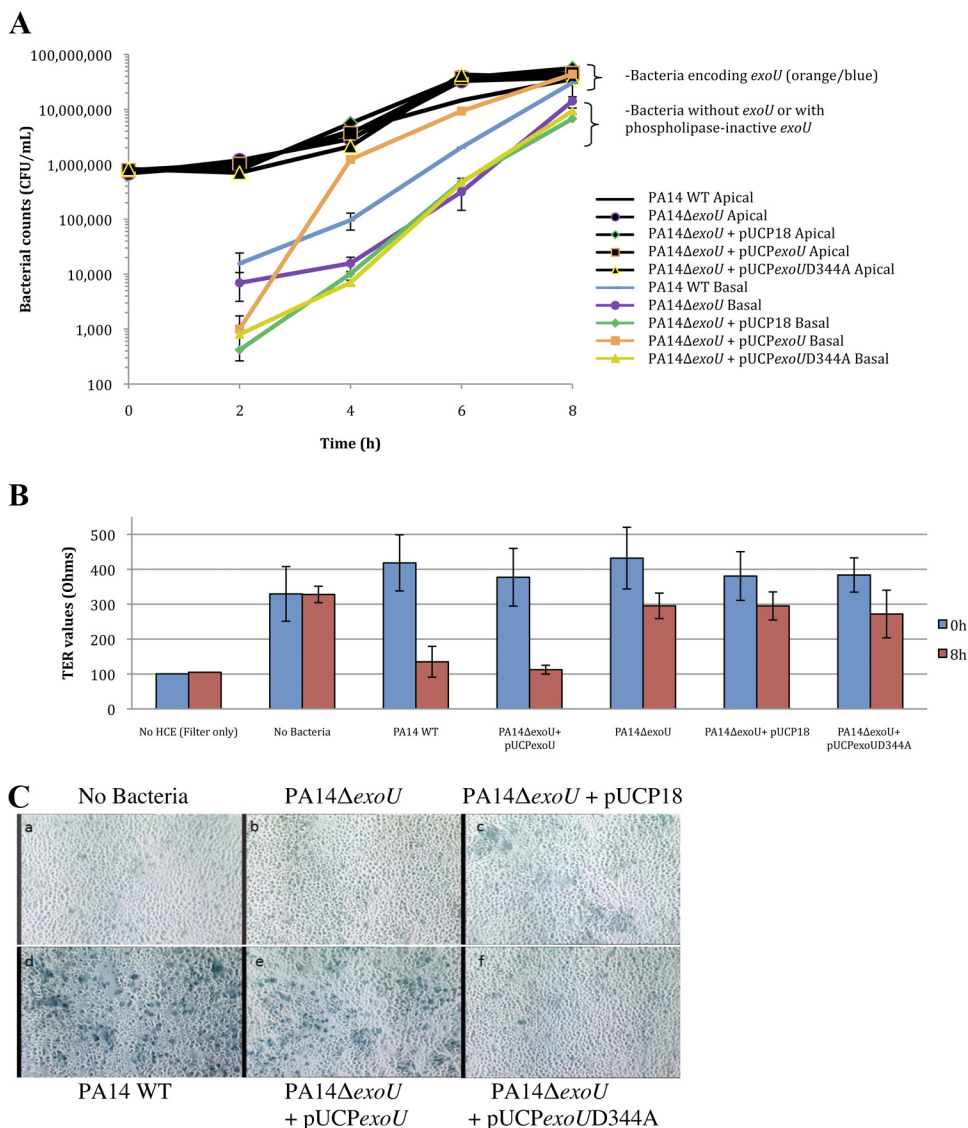 A
100,000,000
10,000,000
1,000,000
100,000
10,000
1,000
100
Bacterial counts (CFU/mL)
0 2 4 6 8
Time (h)
-Bacteria encoding exoU (orange/blue)
-Bacteria without exoU or with
phospholipase-inactive exoU
PA14 WT Apical
PA14ΔexoU Apical
PA14ΔexoU + pUCP18 Apical
PA14ΔexoU + pUCPexoU Apical
PA14ΔexoU + pUCPexoUD344A Apical
PA14 WT Basal
PA14ΔexoU Basal
PA14ΔexoU + pUCP18 Basal
PA14ΔexoU + pUCPexoU Basal
PA14ΔexoU + pUCPexoUD344A Basal
B
500
400
300
200
100
0
TER values (Ohms)
0h
8h
No HCE (Filter only)
No Bacteria
PA14 WT
PA14ΔexoU+
pUCPexoU
PA14ΔexoU
PA14ΔexoU+ pUCP18
PA14ΔexoU+
pUCPexoUD344A
C
No Bacteria
PA14ΔexoU
PA14ΔexoU + pUCP18
a
b
c
d
e
f
PA14 WT
PA14ΔexoU
+ pUCPexoU
PA14ΔexoU
+ pUCPexoUD344A